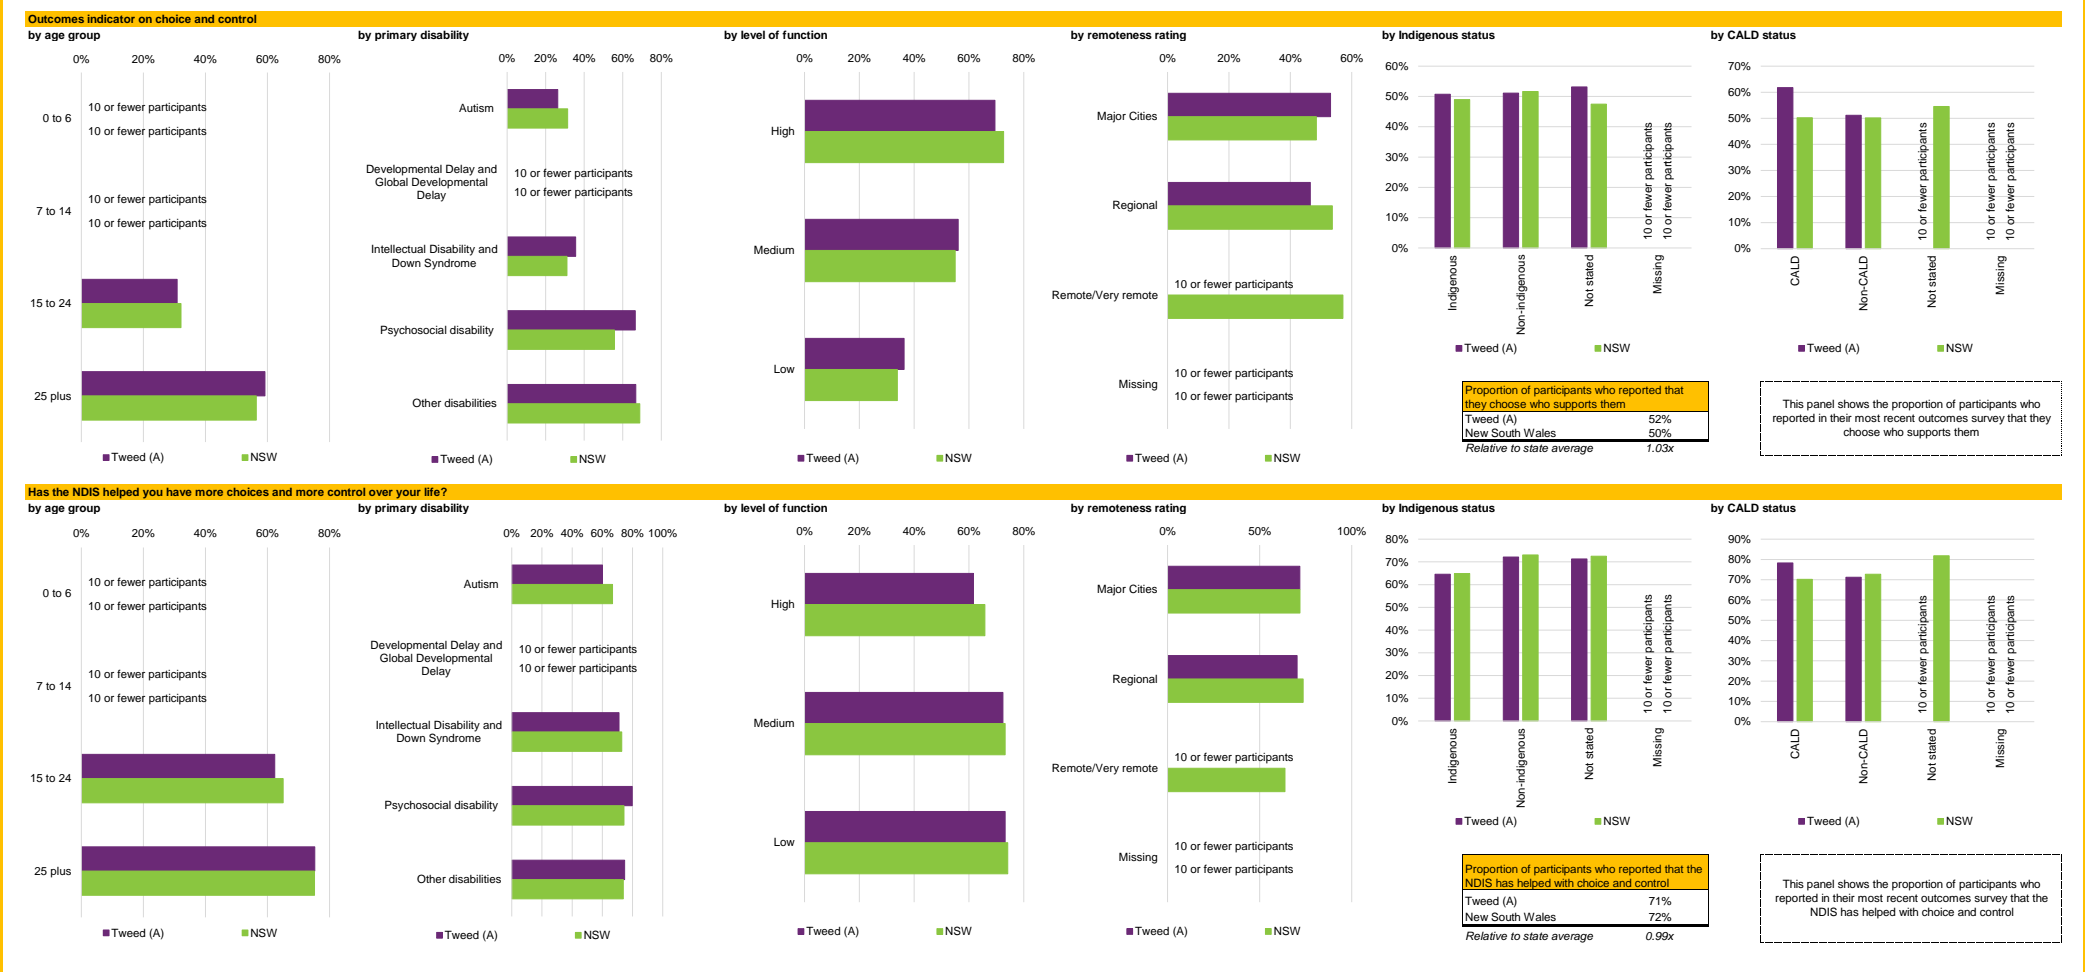 Outcomes indicator on choice and control
by age group
0% 20% 40% 60% 80%
0 to 6
10 or fewer participants
10 or fewer participants
7 to 14
10 or fewer participants
10 or fewer participants
15 to 24
25 plus
Tweed (A) NSW
by primary disability
0% 20% 40% 60% 80%
Autism
Developmental Delay and
Global Developmental
Delay
10 or fewer participants
10 or fewer participants
Intellectual Disability and
Down Syndrome
Psychosocial disability
Other disabilities
Tweed (A) NSW
by level of function
0% 20% 40% 60% 80%
High
Medium
Low
Tweed (A) NSW
by remoteness rating
0% 20% 40% 60%
Major Cities
Regional
Remote/Very remote
10 or fewer participants
Missing
10 or fewer participants
10 or fewer participants
Tweed (A) NSW
by Indigenous status
60%
50%
40%
30%
20%
10%
0%
10 or fewer participants
10 or fewer participants
Indigenous
Non-indigenous
Not stated
Missing
Tweed (A) NSW
Proportion of participants who reported that
they choose who supports them
Tweed (A) 52%
New South Wales 50%
Relative to state average 1.03x
by CALD status
70%
60%
50%
40%
30%
20%
10%
0%
10 or fewer participants
10 or fewer participants
10 or fewer participants
CALD
Non-CALD
Not stated
Missing
Tweed (A) NSW
This panel shows the proportion of participants who
reported in their most recent outcomes survey that they
choose who supports them
Has the NDIS helped you have more choices and more control over your life?
by age group
0% 20% 40% 60% 80%
0 to 6
10 or fewer participants
10 or fewer participants
7 to 14
10 or fewer participants
10 or fewer participants
15 to 24
25 plus
Tweed (A) NSW
by primary disability
0% 20% 40% 60% 80% 100%
Autism
Developmental Delay and
Global Developmental
Delay
10 or fewer participants
10 or fewer participants
Intellectual Disability and
Down Syndrome
Psychosocial disability
Other disabilities
Tweed (A) NSW
by level of function
0% 20% 40% 60% 80%
High
Medium
Low
Tweed (A) NSW
by remoteness rating
0% 50% 100%
Major Cities
Regional
Remote/Very remote
10 or fewer participants
Missing
10 or fewer participants
10 or fewer participants
Tweed (A) NSW
by Indigenous status
80%
70%
60%
50%
40%
30%
20%
10%
0%
10 or fewer participants
10 or fewer participants
Indigenous
Non-indigenous
Not stated
Missing
Tweed (A) NSW
Proportion of participants who reported that the
NDIS has helped with choice and control
Tweed (A) 71%
New South Wales 72%
Relative to state average 0.99x
by CALD status
90%
80%
70%
60%
50%
40%
30%
20%
10%
0%
10 or fewer participants
10 or fewer participants
10 or fewer participants
CALD
Non-CALD
Not stated
Missing
Tweed (A) NSW
This panel shows the proportion of participants who
reported in their most recent outcomes survey that the
NDIS has helped with choice and control